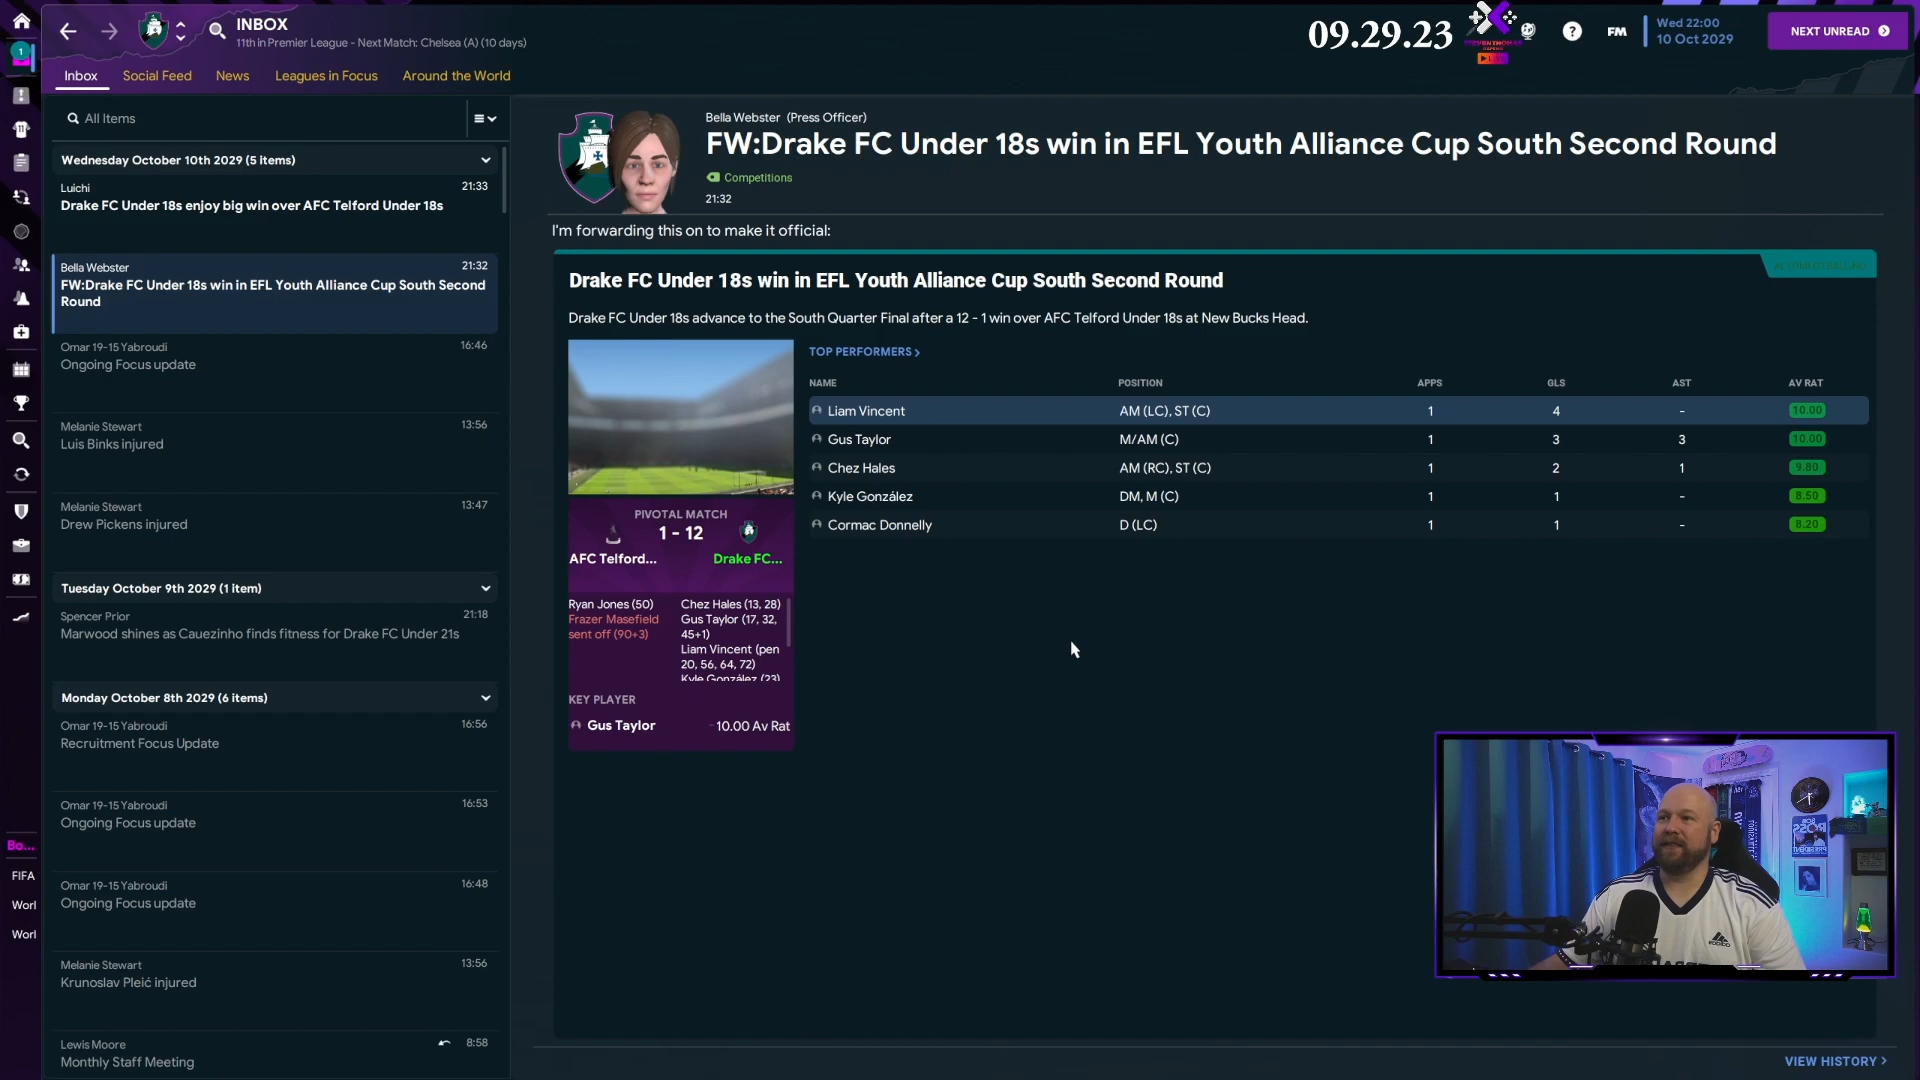 INBOX
11th in Premier League - Next Match: Chelsea (A) (10 days)
09.29.23
FM
Wed 22:00
10 Oct 2029
NEXT UNREAD
1
Inbox
Social Feed
News
Leagues in Focus
Around the World
All Items
Wednesday October 10th 2029 (5 items)
Luichi
21:33
Drake FC Under 18s enjoy big win over AFC Telford Under 18s
Bella Webster
21:32
FW:Drake FC Under 18s win in EFL Youth Alliance Cup South Second
Round
Omar 19-15 Yabroudi
16:46
Ongoing Focus update
Melanie Stewart
13:56
Luis Binks injured
Melanie Stewart
13:47
Drew Pickens injured
Tuesday October 9th 2029 (1 item)
Spencer Prior
21:18
Marwood shines as Cauezinho finds fitness for Drake FC Under 21s
Monday October 8th 2029 (6 items)
Omar 19-15 Yabroudi
16:56
Recruitment Focus Update
Omar 19-15 Yabroudi
16:53
Ongoing Focus update
Omar 19-15 Yabroudi
16:48
Ongoing Focus update
Melanie Stewart
13:56
Krunoslav Pleić injured
Lewis Moore
8:58
Monthly Staff Meeting
Bo...
FIFA
Worl
Worl
Bella Webster (Press Officer)
FW:Drake FC Under 18s win in EFL Youth Alliance Cup South Second Round
Competitions
21:32
I'm forwarding this on to make it official:
Drake FC Under 18s win in EFL Youth Alliance Cup South Second Round
Drake FC Under 18s advance to the South Quarter Final after a 12 - 1 win over AFC Telford Under 18s at New Bucks Head.
TOP PERFORMERS
NAME POSITION APPS GLS AST AV RAT
Liam Vincent AM (LC), ST (C) 1 4 - 10.00
Gus Taylor M/AM (C) 1 3 3 10.00
Chez Hales AM (RC), ST (C) 1 2 1 9.80
Kyle González DM, M (C) 1 1 - 8.50
Cormac Donnelly D (LC) 1 1 - 8.20
PIVOTAL MATCH
1 - 12
AFC Telford...
Drake FC...
Ryan Jones (50)
Frazer Masefield
sent off (90+3)
Chez Hales (13, 28)
Gus Taylor (17, 32,
45+1)
Liam Vincent (pen
20, 56, 64, 72)
Kyle González (23)
KEY PLAYER
Gus Taylor
- 10.00 Av Rat
VIEW HISTORY